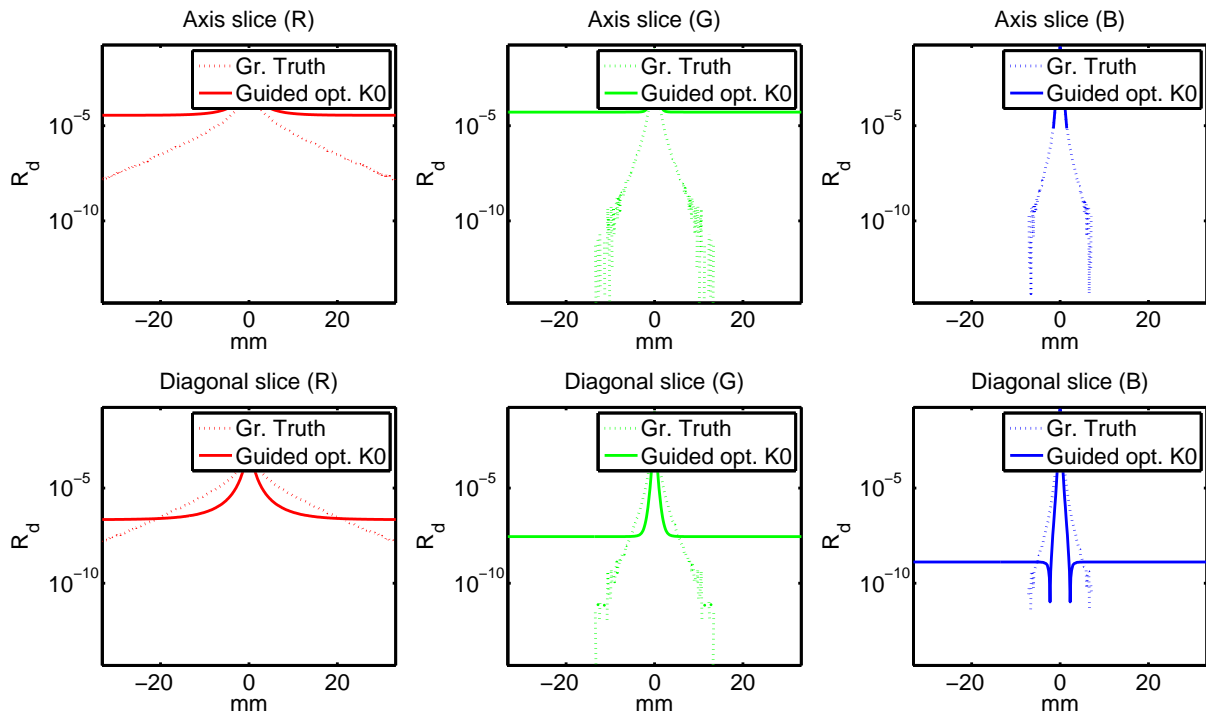 Axis slice (R)
Gr. Truth
Guided opt. K0
10^−5
10^−10
R_d
−20 0 20
mm
Axis slice (G)
Gr. Truth
Guided opt. K0
10^−5
10^−10
R_d
−20 0 20
mm
Axis slice (B)
Gr. Truth
Guided opt. K0
10^−5
10^−10
R_d
−20 0 20
mm
Diagonal slice (R)
Gr. Truth
Guided opt. K0
10^−5
10^−10
R_d
−20 0 20
mm
Diagonal slice (G)
Gr. Truth
Guided opt. K0
10^−5
10^−10
R_d
−20 0 20
mm
Diagonal slice (B)
Gr. Truth
Guided opt. K0
10^−5
10^−10
R_d
−20 0 20
mm